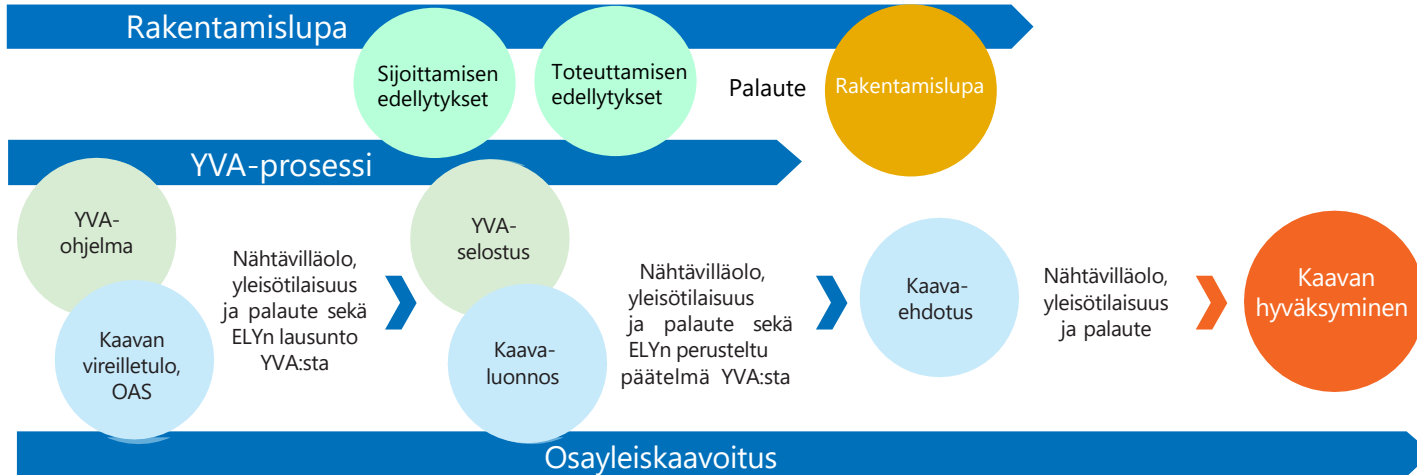 Rakentamislupa
Sijoittamisen
edellytykset
Toteuttamisen
edellytykset
Palaute
Rakentamislupa
YVA-prosessi
YVA-
ohjelma
Kaavan
vireilletulo,
OAS
Nähtävilläolo,
yleisötilaisuus
ja palaute sekä
ELYn lausunto
YVA:sta
YVA-
selostus
Kaava-
luonnos
Nähtävilläolo,
yleisötilaisuus
ja palaute sekä
ELYn perusteltu
päätelmä YVA:sta
Kaava-
ehdotus
Nähtävilläolo,
yleisötilaisuus
ja palaute
Kaavan
hyväksyminen
Osayleiskaavoitus